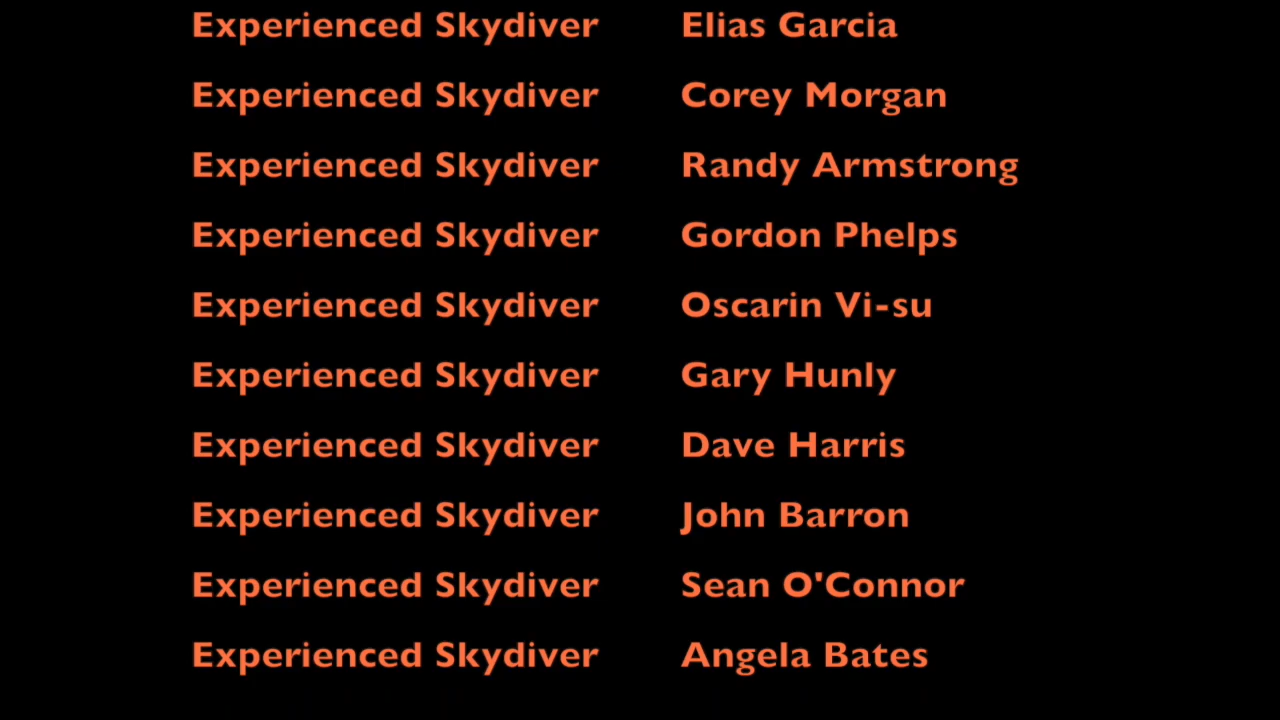 Experienced Skydiver Elias Garcia
Experienced Skydiver Corey Morgan
Experienced Skydiver Randy Armstrong
Experienced Skydiver Gordon Phelps
Experienced Skydiver Oscarin Vi-su
Experienced Skydiver Gary Hunly
Experienced Skydiver Dave Harris
Experienced Skydiver John Barron
Experienced Skydiver Sean O'Connor
Experienced Skydiver Angela Bates